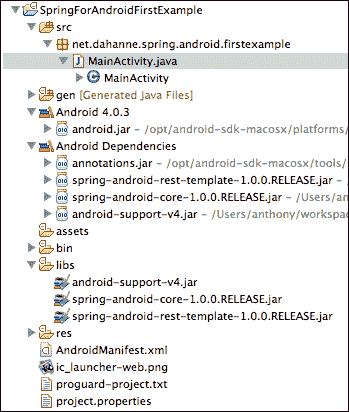 SpringForAndroidFirstExample
src
net.dahanne.spring.android.firstexample
MainActivity.java
MainActivity
gen [Generated Java Files]
Android 4.0.3
android.jar - /opt/android-sdk-macosx/platforms/
Android Dependencies
annotations.jar - /opt/android-sdk-macosx/tools/
spring-android-rest-template-1.0.0.RELEASE.jar
spring-android-core-1.0.0.RELEASE.jar - /Users/an
android-support-v4.jar - /Users/anthony/workspac
assets
bin
libs
android-support-v4.jar
spring-android-core-1.0.0.RELEASE.jar
spring-android-rest-template-1.0.0.RELEASE.jar
res
AndroidManifest.xml
ic_launcher-web.png
proguard-project.txt
project.properties